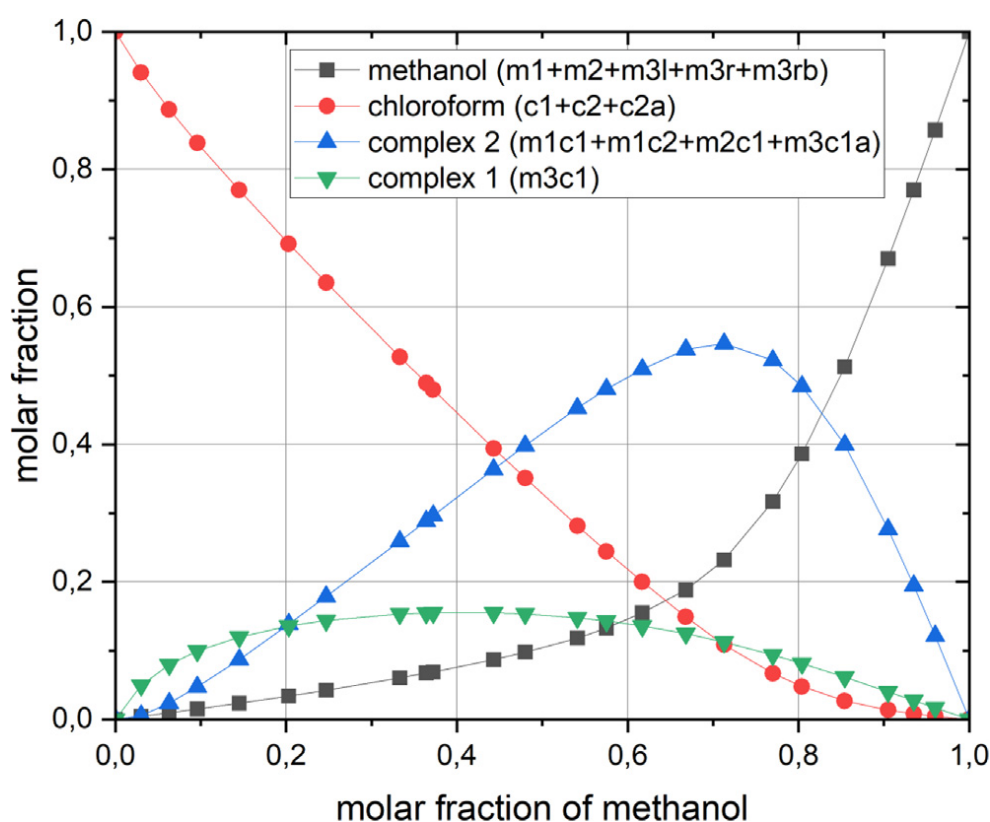 1,0
0,8
0,6
0,4
0,2
0,0
molar fraction
methanol (m1+m2+m3l+m3r+m3rb)
chloroform (c1+c2+c2a)
complex 2 (m1c1+m1c2+m2c1+m3c1a)
complex 1 (m3c1)
0,0 0,2 0,4 0,6 0,8 1,0
molar fraction of methanol